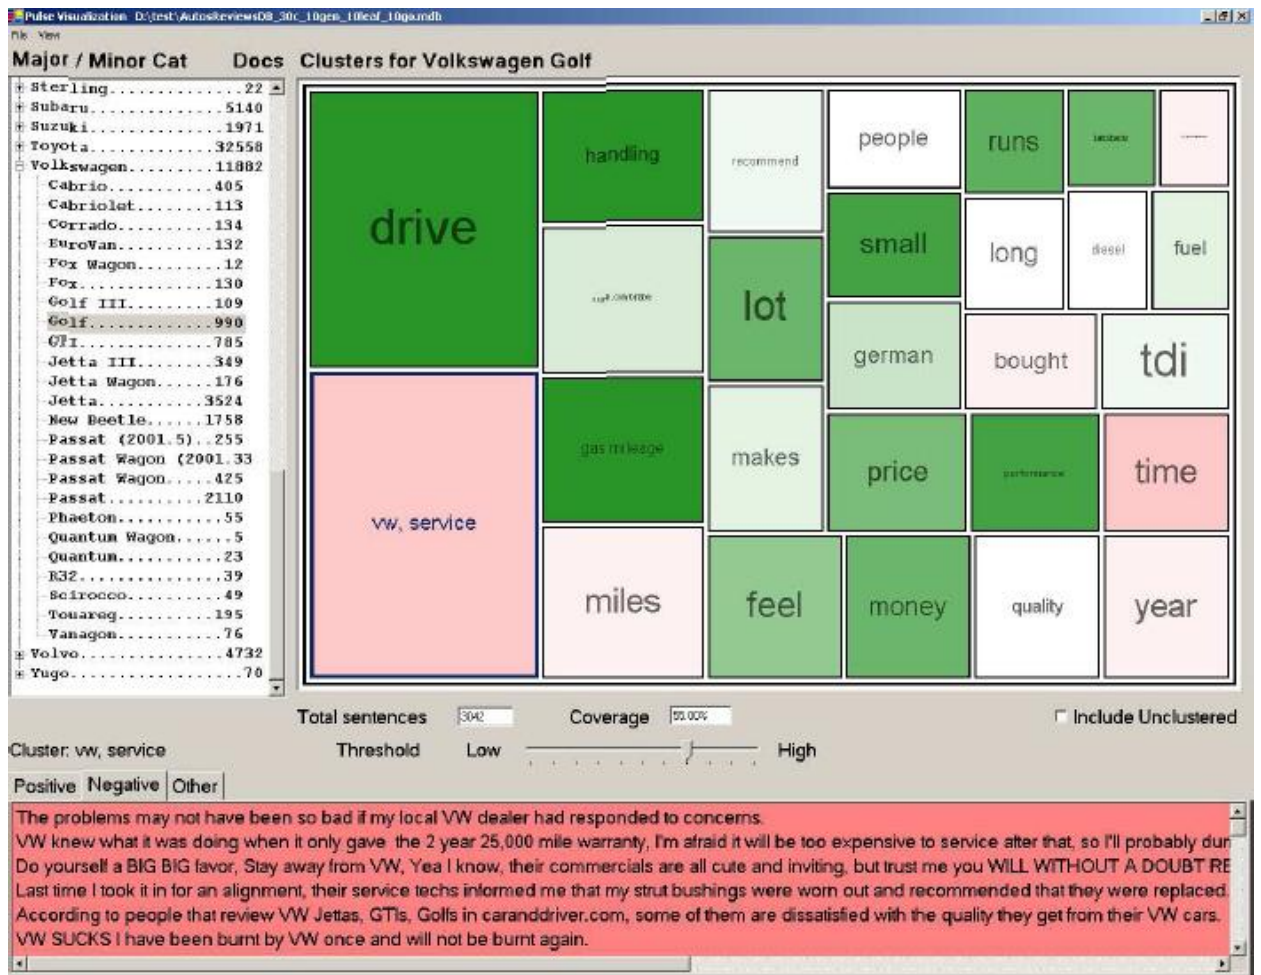 Pulse Visualization D:\test\AutosReviewsDB_30c_10gen_10leaf_10go.mdb
File View
Major / Minor Cat Docs Clusters for Volkswagen Golf
Sterling..............22
Subaru.............5140
Suzuki.............1971
Toyota............32558
Volkswagen.........11882
Cabrio..........405
Cabriolet........113
Corrado..........134
EuroVan..........132
Fox Wagon..........12
Fox..............130
Golf III.........109
Golf.............990
GTI..............785
Jetta III........349
Jetta Wagon......176
Jetta...........3524
New Beetle......1758
Passat (2001.5)..255
Passat Wagon (2001.33
Passat Wagon.....425
Passat..........2110
Phaeton...........55
Quantum Wagon......5
Quantum...........23
R32...............39
Scirocco..........49
Touareg..........195
Vanagon...........76
Volvo..............4732
Yugo.................70
drive
handling
recommend
people
runs
small
long
diesel
fuel
lot
german
bought
tdi
gas mileage
makes
price
performance
time
vw, service
miles
feel
money
quality
year
Total sentences 3042 Coverage 55.00% Include Unclustered
Cluster: vw, service Threshold Low High
Positive Negative Other
The problems may not have been so bad if my local VW dealer had responded to concerns.
VW knew what it was doing when it only gave the 2 year 25,000 mile warranty, I'm afraid it will be too expensive to service after that, so I'll probably dun
Do yourself a BIG BIG favor, Stay away from VW, Yea I know, their commercials are all cute and inviting, but trust me you WILL WITHOUT A DOUBT RE
Last time I took it in for an alignment, their service techs informed me that my strut bushings were worn out and recommended that they were replaced.
According to people that review VW Jettas, GTIs, Golfs in caranddriver.com, some of them are dissatisfied with the quality they get from their VW cars.
VW SUCKS I have been burnt by VW once and will not be burnt again.